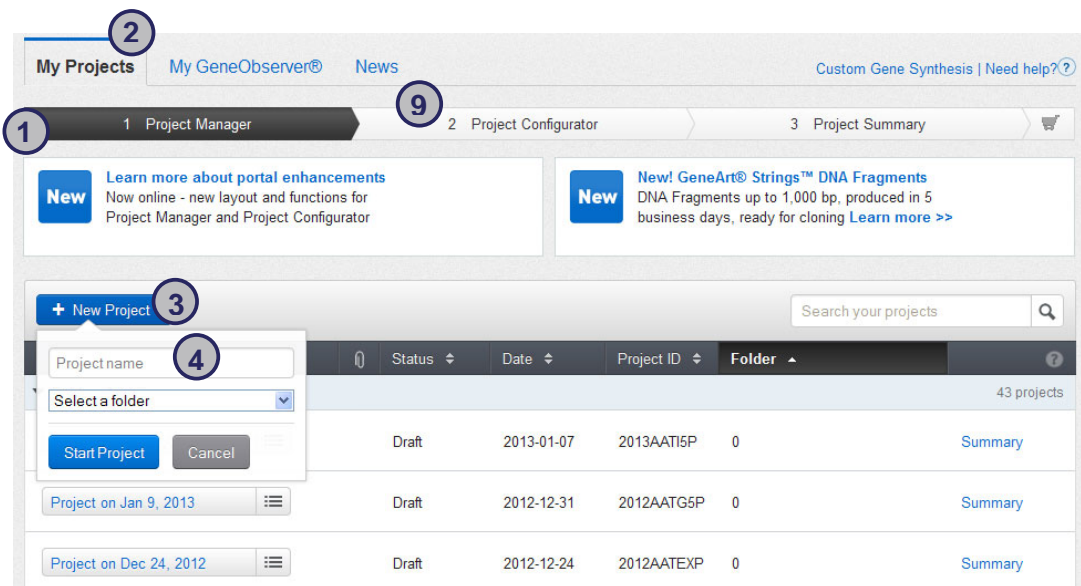 2
My Projects My GeneObserver® News
Custom Gene Synthesis | Need help? ?
9
1
1 Project Manager 2 Project Configurator 3 Project Summary
New
Learn more about portal enhancements
Now online - new layout and functions for
Project Manager and Project Configurator
New
New! GeneArt® Strings™ DNA Fragments
DNA Fragments up to 1,000 bp, produced in 5
business days, ready for cloning Learn more >>
+ New Project 3 Search your projects
Project name 4
Select a folder
Start Project Cancel
Status Date Project ID Folder ?
43 projects
Draft 2013-01-07 2013AATI5P 0 Summary
Project on Jan 9, 2013 Draft 2012-12-31 2012AATG5P 0 Summary
Project on Dec 24, 2012 Draft 2012-12-24 2012AATEXP 0 Summary